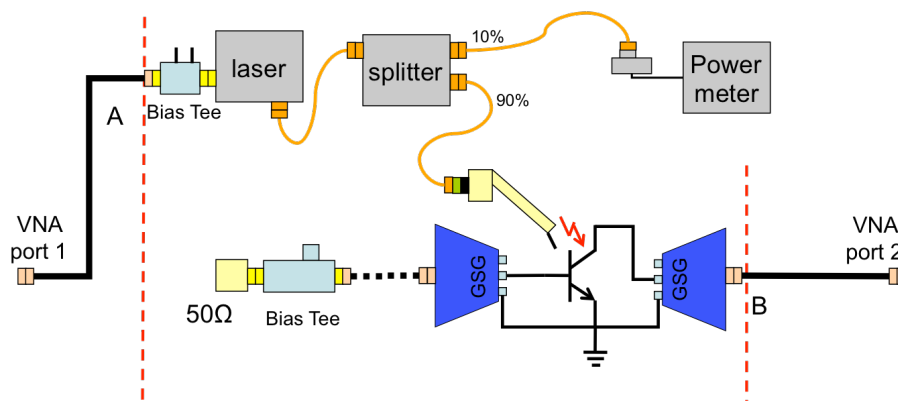 10%
laser
splitter
Power
meter
90%
A
Bias Tee
VNA
port 1
VNA
port 2
GSG
GSG
B
50Ω
Bias Tee